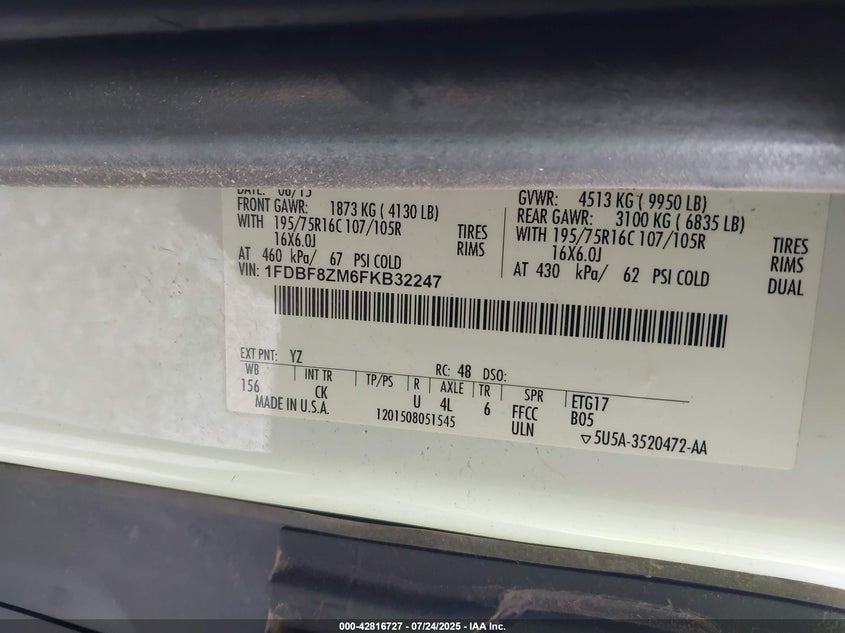 DATE: 08/15
FRONT GAWR: 1873 KG ( 4130 LB)
WITH 195/75R16C 107/105R TIRES
16X6.0J RIMS
AT 460 kPa/ 67 PSI COLD
VIN: 1FDBF8ZM6FKB32247
GVWR: 4513 KG ( 9950 LB)
REAR GAWR: 3100 KG ( 6835 LB)
WITH 195/75R16C 107/105R TIRES
16X6.0J RIMS
AT 430 kPa/ 62 PSI COLD DUAL
EXT PNT: YZ RC: 48 DSO:
WB INT TR TP/PS R AXLE TR SPR ETG17
156 CK U 4L 6 FFCC B05
MADE IN U.S.A. 1201508051545 ULN
5U5A-3520472-AA
000-42816727 - 07/24/2025 - © IAA Inc.